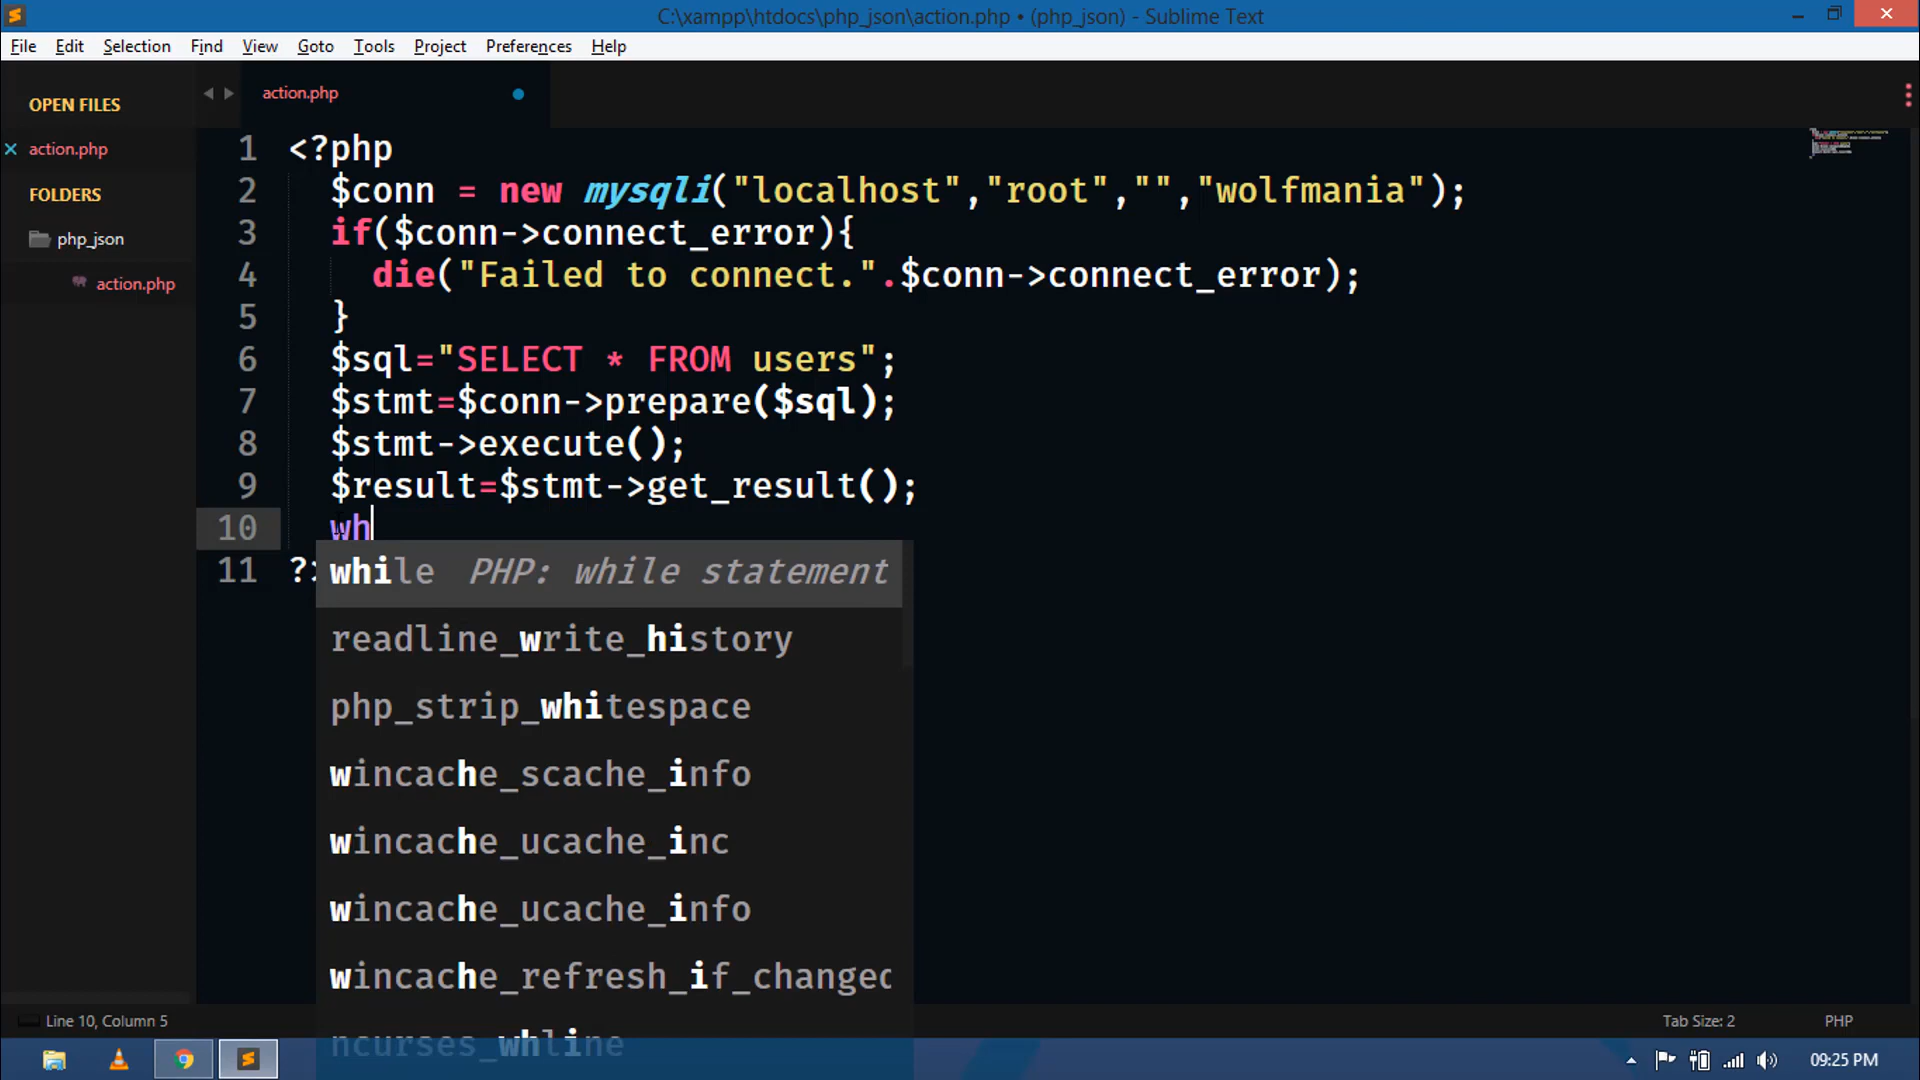 C:\xampp\htdocs\php_json\action.php • (php_json) - Sublime Text
File Edit Selection Find View Goto Tools Project Preferences Help
OPEN FILES
action.php
FOLDERS
php_json
action.php
action.php
1 <?php
2 $conn = new mysqli("localhost","root","","wolfmania");
3 if($conn->connect_error){
4 die("Failed to connect.".$conn->connect_error);
5 }
6 $sql="SELECT * FROM users";
7 $stmt=$conn->prepare($sql);
8 $stmt->execute();
9 $result=$stmt->get_result();
10 wh
11 ?>
while PHP: while statement
readline_write_history
php_strip_whitespace
wincache_scache_info
wincache_ucache_inc
wincache_ucache_info
wincache_refresh_if_changed
ncurses_whline
Line 10, Column 5
Tab Size: 2
PHP
09:25 PM